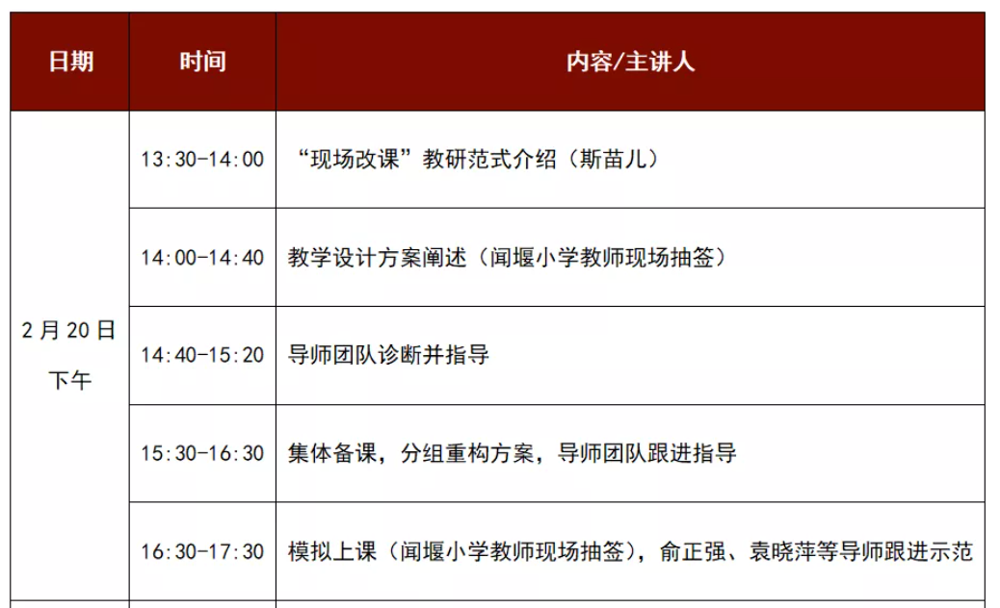 日期 时间 内容/主讲人
2月20日
下午
13:30-14:00 “现场改课”教研范式介绍（斯苗儿）
14:00-14:40 教学设计方案阐述（闻堰小学教师现场抽签）
14:40-15:20 导师团队诊断并指导
15:30-16:30 集体备课，分组重构方案，导师团队跟进指导
16:30-17:30 模拟上课（闻堰小学教师现场抽签），俞正强、袁晓萍等导师跟进示范